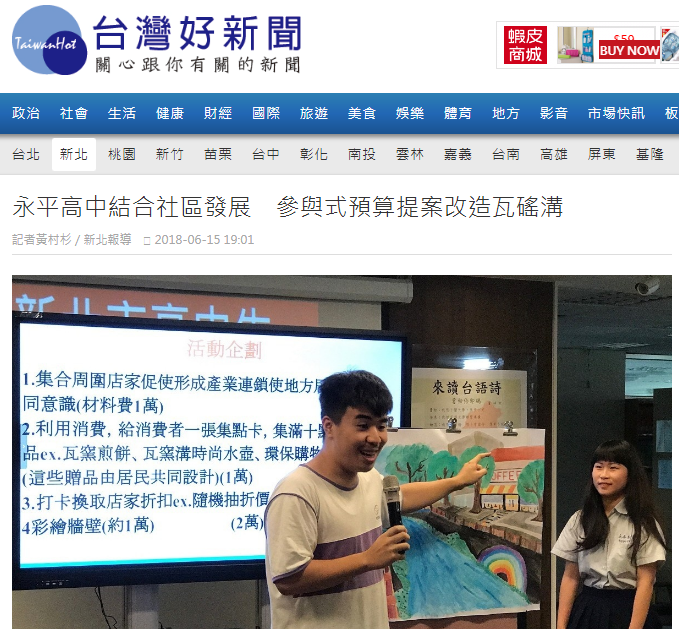 TaiwanHot
台灣好新聞
關心跟你有關的新聞
蝦皮
商城
$59
BUY NOW
政治 社會 生活 健康 財經 國際 旅遊 美食 娛樂 體育 地方 影音 市場快訊
台北 新北 桃園 新竹 苗栗 台中 彰化 南投 雲林 嘉義 台南 高雄 屏東 基隆
永平高中結合社區發展　參與式預算提案改造瓦磘溝
記者黃村杉 / 新北報導 2018-06-15 19:01
新北市高中生
活動企劃
1.集合周圍店家促使形成產業連鎖使地方
同意識(材料費1萬)
2.利用消費，給消費者一張集點卡，集滿十
品ex.瓦窯煎餅、瓦窯溝時尚水壺、環保購物
(這些贈品由居民共同設計)(1萬)
3.打卡換取店家折扣ex.隨機抽折價
4彩繪牆壁(約1萬) (2萬)
來讀台語詩
COFFEE